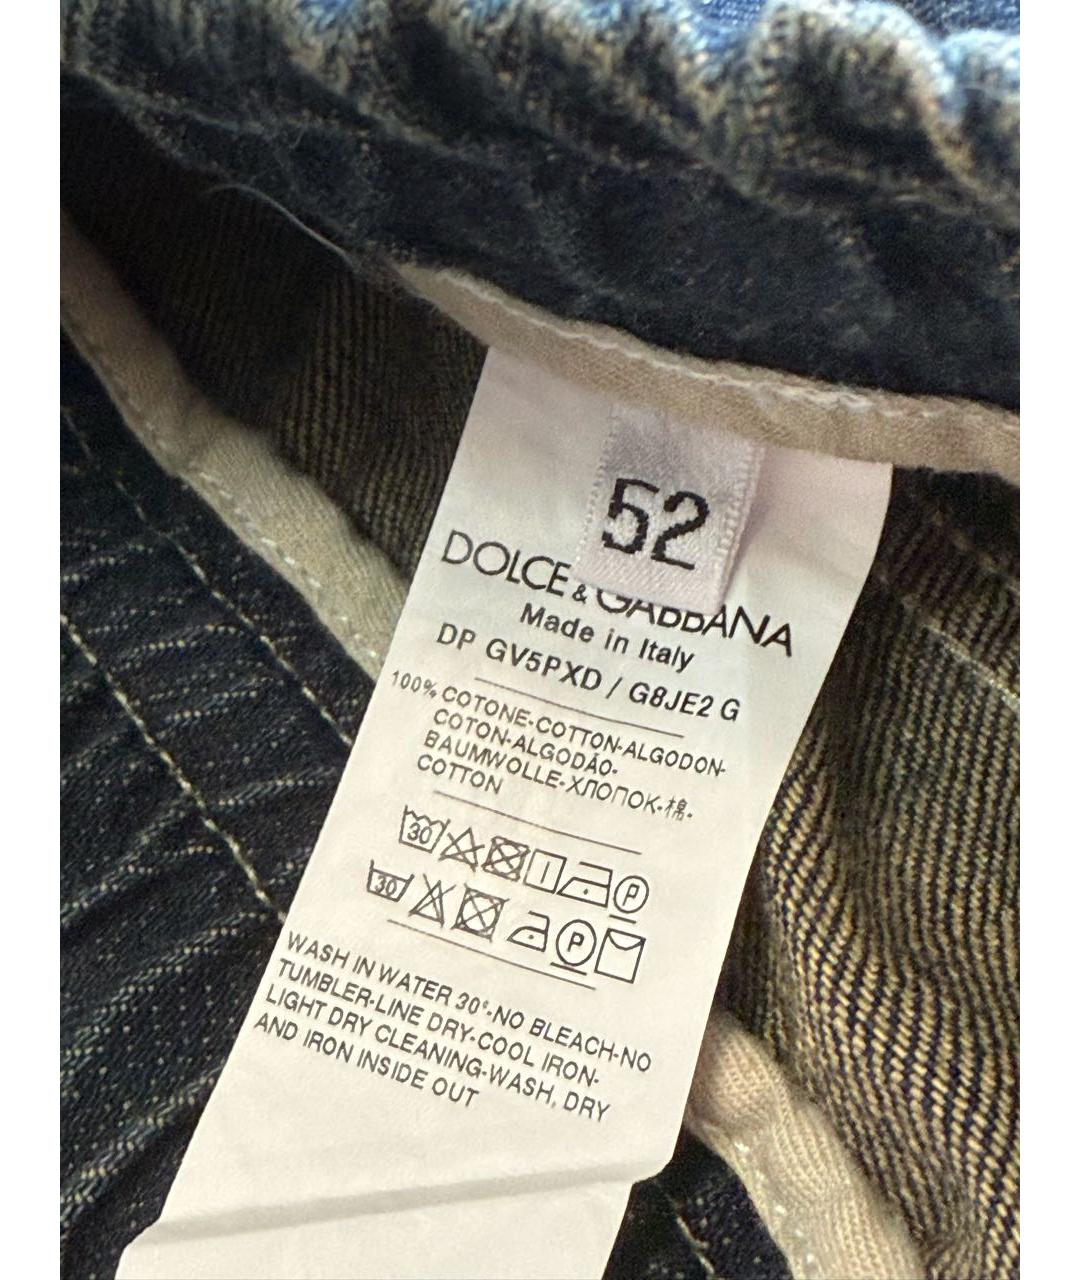 52
DOLCE & GABBANA
Made in Italy
DP GV5PXD / G8JE2 G
100% COTONE-COTTON-ALGODON-
COTON-ALGODÃO-
BAUMWOLLE-ХЛОПОК-棉-
COTTON
30 P
30 P
WASH IN WATER 30°-NO BLEACH-NO
TUMBLER-LINE DRY-COOL IRON-
LIGHT DRY CLEANING-WASH, DRY
AND IRON INSIDE OUT